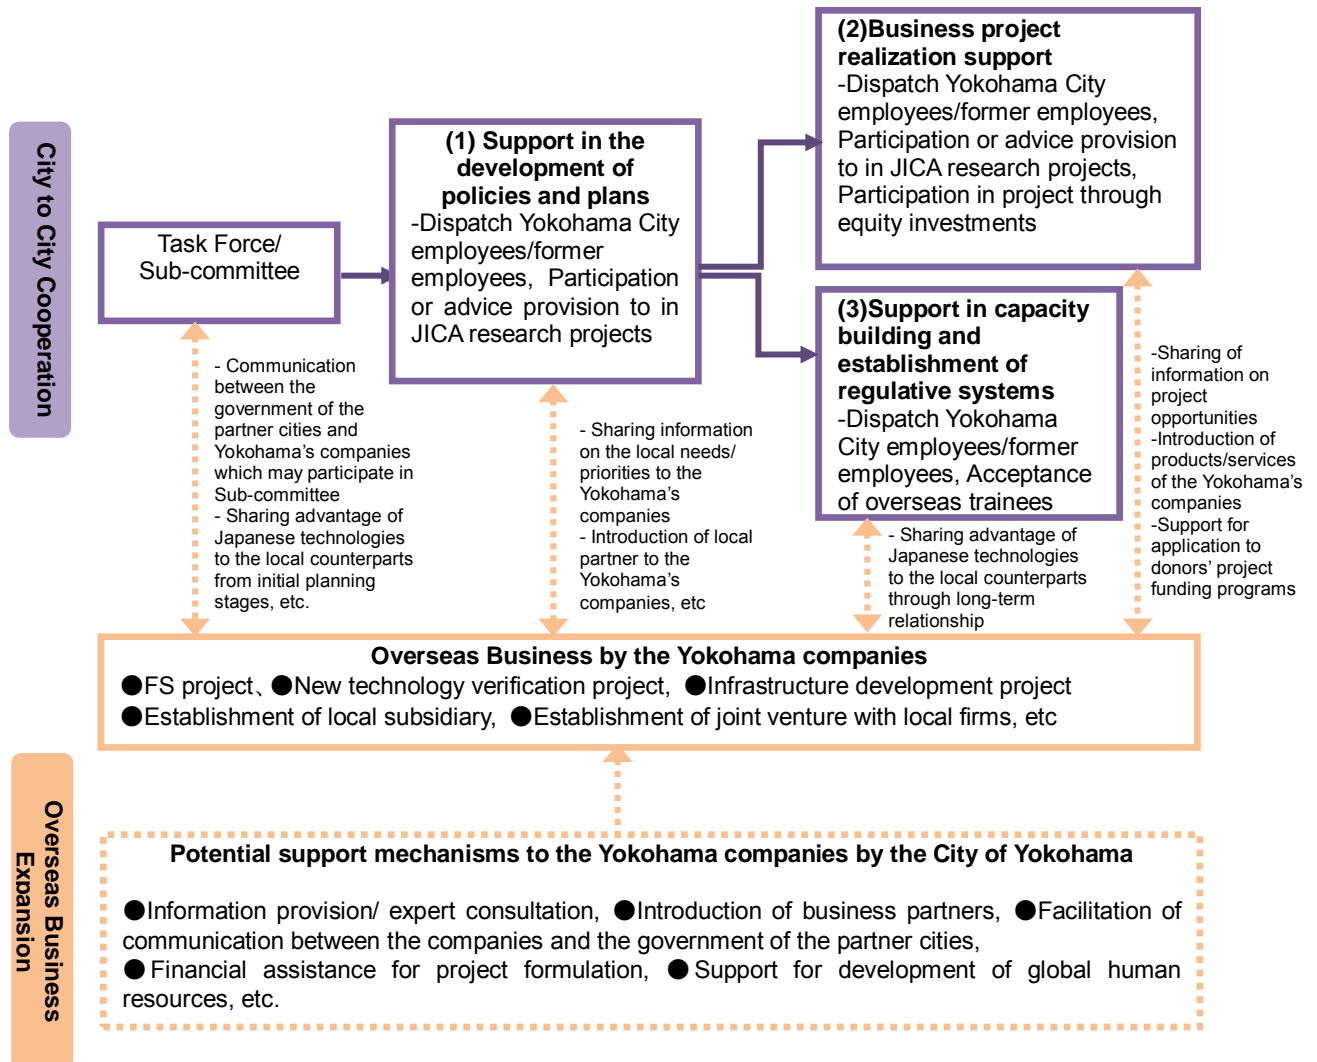 City to City Cooperation
Task Force/
Sub-committee
(1) Support in the
development of
policies and plans
-Dispatch Yokohama City
employees/former
employees, Participation
or advice provision to in
JICA research projects
(2)Business project
realization support
-Dispatch Yokohama City
employees/former employees,
Participation or advice provision
to in JICA research projects,
Participation in project through
equity investments
(3)Support in capacity
building and
establishment of
regulative systems
-Dispatch Yokohama
City employees/former
employees, Acceptance
of overseas trainees
- Communication
between the
government of the
partner cities and
Yokohama’s companies
which may participate in
Sub-committee
- Sharing advantage of
Japanese technologies
to the local counterparts
from initial planning
stages, etc.
- Sharing information
on the local needs/
priorities to the
Yokohama’s
companies
- Introduction of local
partner to the
Yokohama’s
companies, etc
- Sharing advantage of
Japanese technologies
to the local counterparts
through long-term
relationship
-Sharing of
information on
project
opportunities
-Introduction of
products/services
of the Yokohama’s
companies
-Support for
application to
donors’ project
funding programs
Overseas Business by the Yokohama companies
●FS project、●New technology verification project, ●Infrastructure development project
●Establishment of local subsidiary, ●Establishment of joint venture with local firms, etc
Overseas Business
Expansion
Potential support mechanisms to the Yokohama companies by the City of Yokohama
●Information provision/ expert consultation, ●Introduction of business partners, ●Facilitation of
communication between the companies and the government of the partner cities,
●Financial assistance for project formulation, ●Support for development of global human
resources, etc.